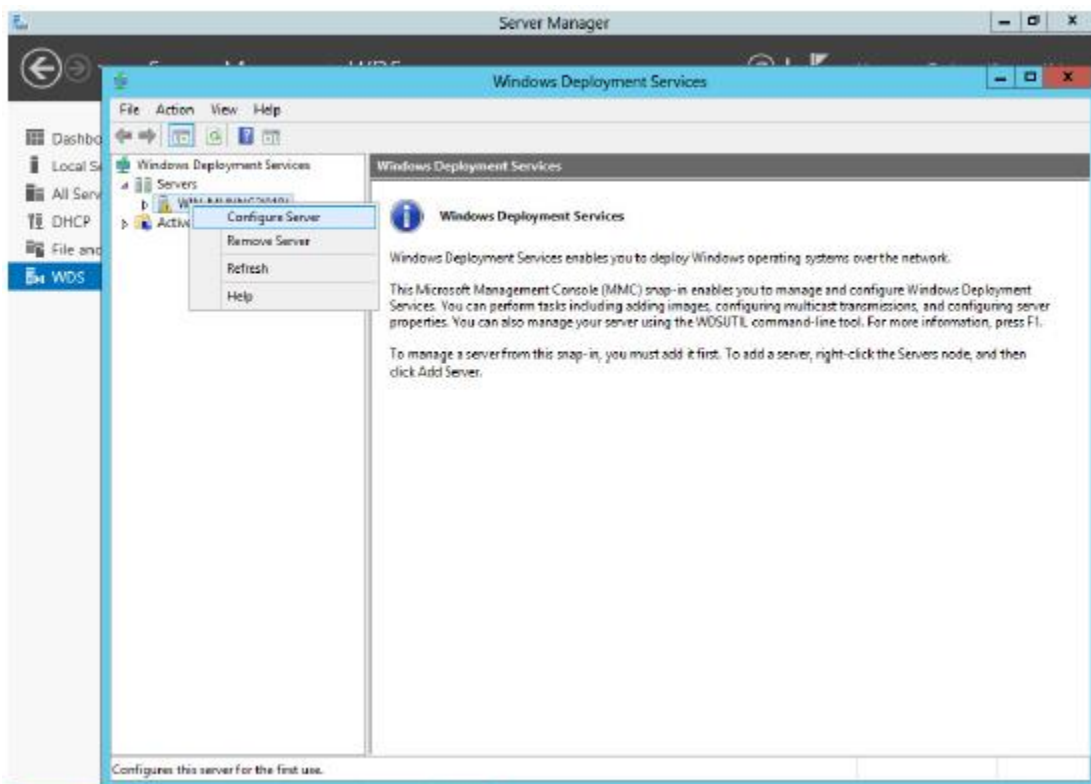 Server Manager
Windows Deployment Services
File Action View Help
Dashbo
Local Se
All Serv
DHCP
File and
WDS
Windows Deployment Services
Servers
Active
Configure Server
Remove Server
Refresh
Help
Windows Deployment Services
Windows Deployment Services
Windows Deployment Services enables you to deploy Windows operating systems over the network.
This Microsoft Management Console (MMC) snap-in enables you to manage and configure Windows Deployment
Services. You can perform tasks including adding images, configuring multicast transmissions, and configuring server
properties. You can also manage your server using the WDSUTIL command-line tool. For more information, press F1.
To manage a server from this snap-in, you must add it first. To add a server, right-click the Servers node, and then
click Add Server.
Configures this server for the first use.